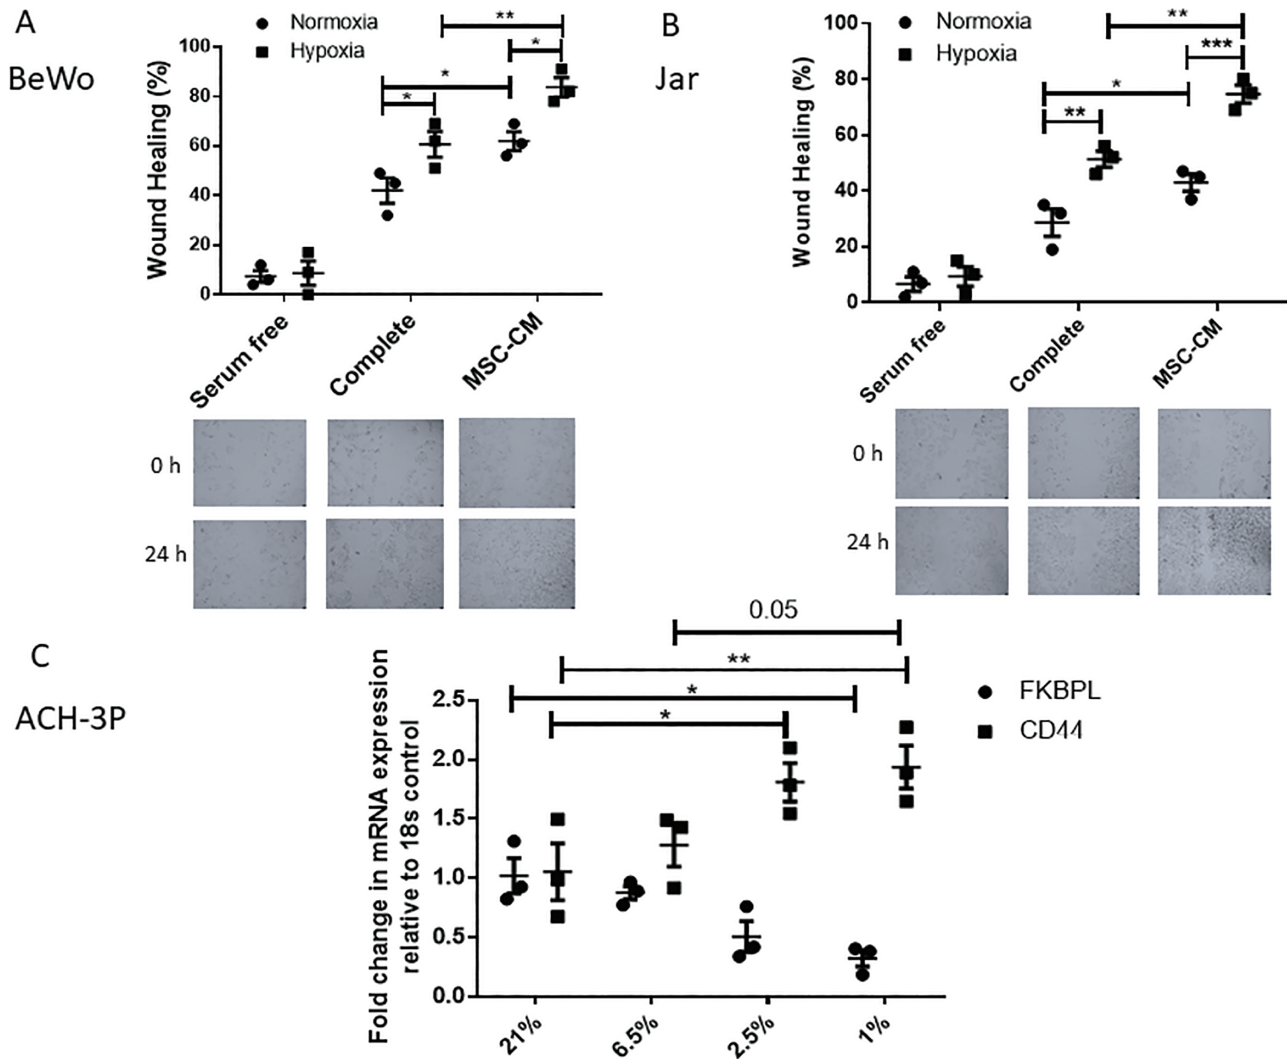 A
BeWo
Normoxia
Hypoxia
**
*
*
*
Wound Healing (%)
100
80
60
40
20
0
Serum free
Complete
MSC-CM
0 h
24 h
B
Jar
Normoxia
Hypoxia
**
***
*
**
Wound Healing (%)
100
80
60
40
20
0
Serum free
Complete
MSC-CM
0 h
24 h
C
ACH-3P
0.05
**
*
*
FKBPL
CD44
Fold change in mRNA expression
relative to 18s control
2.5
2.0
1.5
1.0
0.5
0.0
21%
6.5%
2.5%
1%